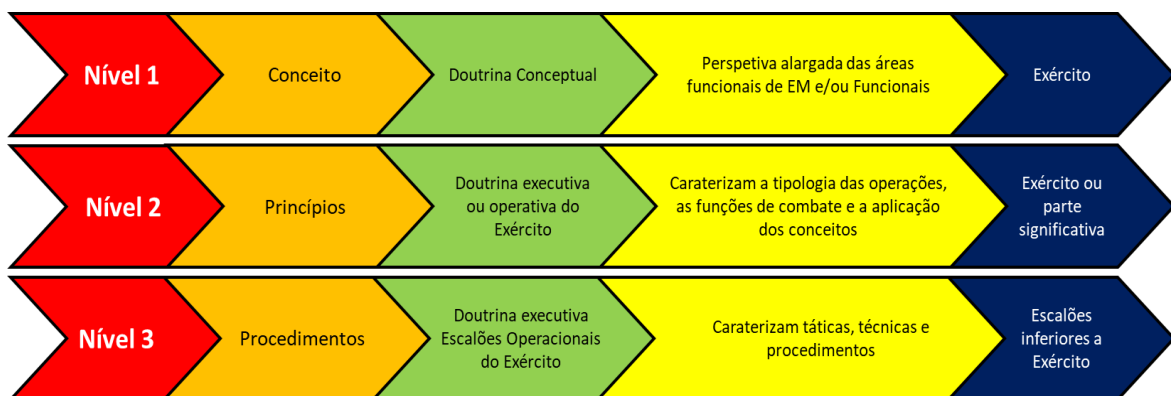 Nível 1
Conceito
Doutrina Conceptual
Perspetiva alargada das áreas
funcionais de EM e/ou Funcionais
Exército
Nível 2
Princípios
Doutrina executiva
ou operativa do
Exército
Caraterizam a tipologia das operações,
as funções de combate e a aplicação
dos conceitos
Exército ou
parte
significativa
Nível 3
Procedimentos
Doutrina executiva
Escalões Operacionais
do Exército
Caraterizam táticas, técnicas e
procedimentos
Escalões
inferiores a
Exército